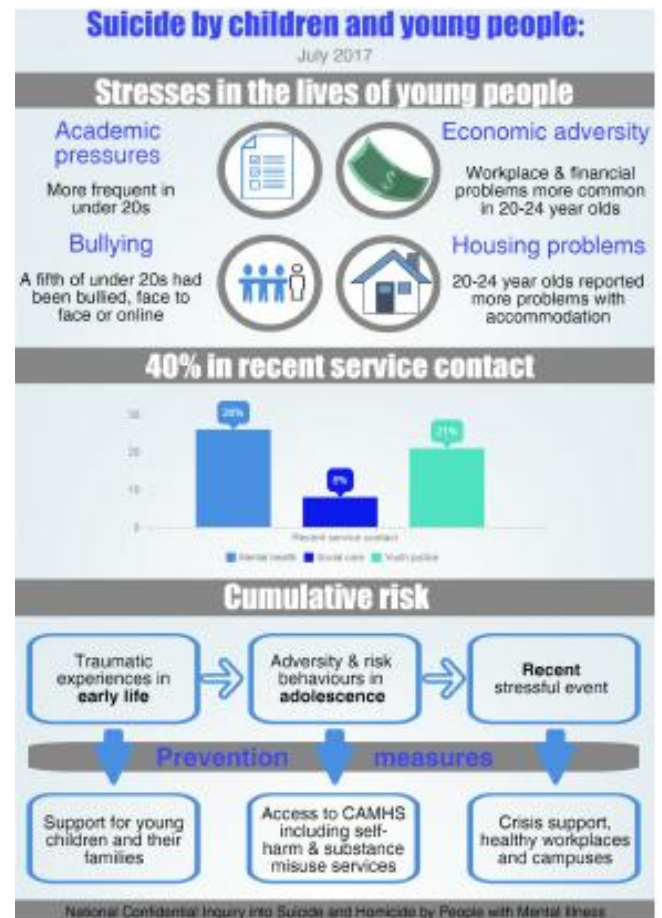 Suicide by children and young people:
July 2017
Stresses in the lives of young people
Academic
pressures
More frequent in
under 20s
Economic adversity
Workplace & financial
problems more common
in 20-24 year olds
Bullying
A fifth of under 20s had
been bullied, face to
face or online
Housing problems
20-24 year olds reported
more problems with
accommodation
40% in recent service contact
30
20
10
0
26%
8%
21%
Recent service contact
Mental health
Social care
Youth justice
Cumulative risk
Traumatic
experiences in
early life
Adversity & risk
behaviours in
adolescence
Recent
stressful event
Prevention measures
Support for young
children and their
families
Access to CAMHS
including self-
harm & substance
misuse services
Crisis support,
healthy workplaces
and campuses
National Confidential Inquiry into Suicide and Homicide by People with Mental Illness